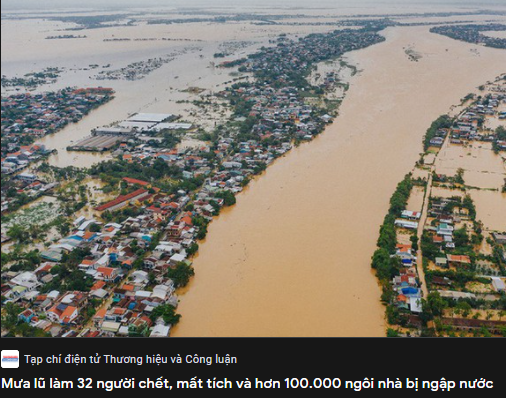 Tạp chí điện tử Thương hiệu và Công luận
Mưa lũ làm 32 người chết, mất tích và hơn 100.000 ngôi nhà bị ngập nước